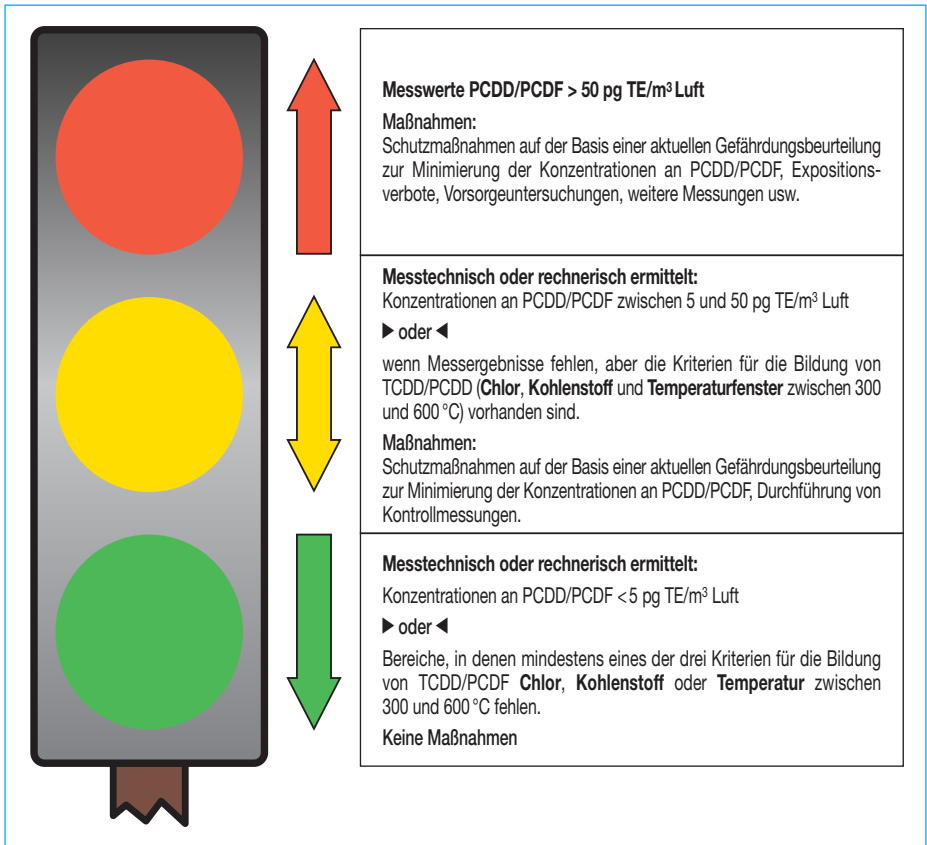 Messwerte PCDD/PCDF > 50 pg TE/m³ Luft
Maßnahmen:
Schutzmaßnahmen auf der Basis einer aktuellen Gefährdungsbeurteilung
zur Minimierung der Konzentrationen an PCDD/PCDF, Expositions-
verbote, Vorsorgeuntersuchungen, weitere Messungen usw.
Messtechnisch oder rechnerisch ermittelt:
Konzentrationen an PCDD/PCDF zwischen 5 und 50 pg TE/m³ Luft
▶ oder ◀
wenn Messergebnisse fehlen, aber die Kriterien für die Bildung von
TCDD/PCDD (Chlor, Kohlenstoff und Temperaturfenster zwischen 300
und 600 °C) vorhanden sind.
Maßnahmen:
Schutzmaßnahmen auf der Basis einer aktuellen Gefährdungsbeurteilung
zur Minimierung der Konzentrationen an PCDD/PCDF, Durchführung von
Kontrollmessungen.
Messtechnisch oder rechnerisch ermittelt:
Konzentrationen an PCDD/PCDF < 5 pg TE/m³ Luft
▶ oder ◀
Bereiche, in denen mindestens eines der drei Kriterien für die Bildung
von TCDD/PCDF Chlor, Kohlenstoff oder Temperatur zwischen
300 und 600 °C fehlen.
Keine Maßnahmen